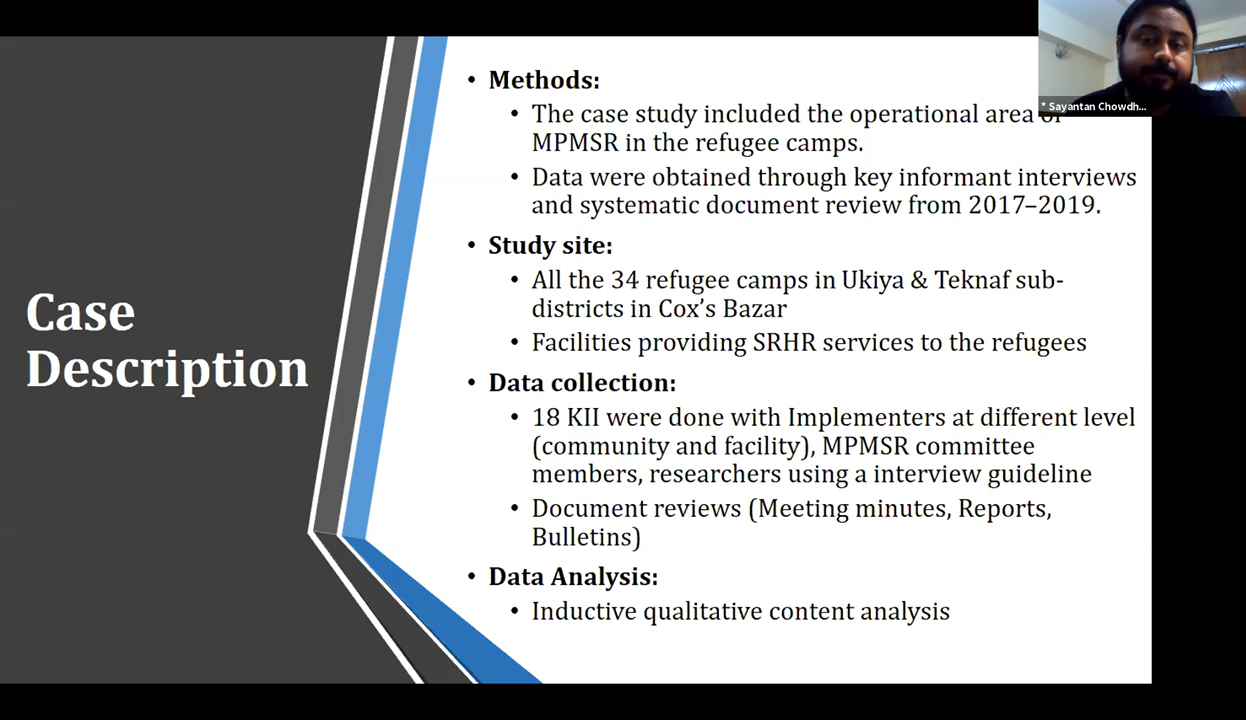 * Sayantan Chowdh...
Case
Description
• Methods:
• The case study included the operational area of
MPMSR in the refugee camps.
• Data were obtained through key informant interviews
and systematic document review from 2017–2019.
• Study site:
• All the 34 refugee camps in Ukiya & Teknaf sub-
districts in Cox's Bazar
• Facilities providing SRHR services to the refugees
• Data collection:
• 18 KII were done with Implementers at different level
(community and facility), MPMSR committee
members, researchers using a interview guideline
• Document reviews (Meeting minutes, Reports,
Bulletins)
• Data Analysis:
• Inductive qualitative content analysis